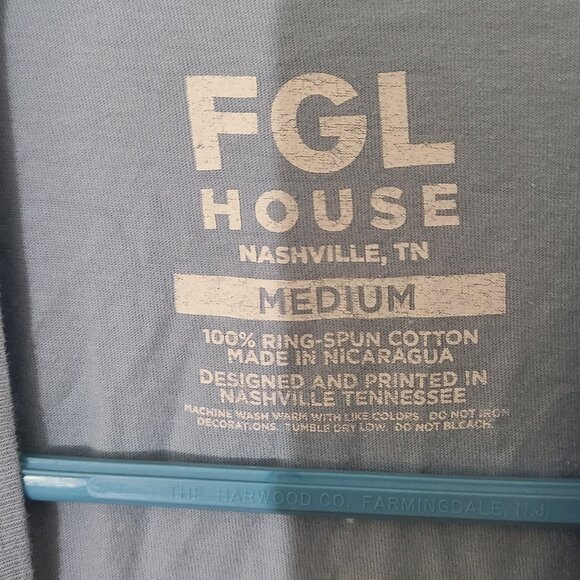 FGL
HOUSE
NASHVILLE, TN
MEDIUM
100% RING-SPUN COTTON
MADE IN NICARAGUA
DESIGNED AND PRINTED IN
NASHVILLE TENNESSEE
MACHINE WASH WARM WITH LIKE COLORS. DO NOT IRON
DECORATIONS. TUMBLE DRY LOW. DO NOT BLEACH.
THE HARWOOD CO. FARMINGDALE, N.J.